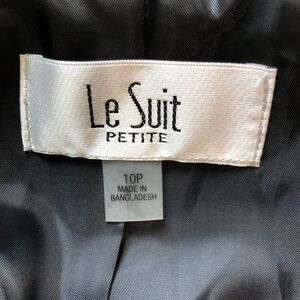 Le Suit
PETITE
10P
MADE IN
BANGLADESH